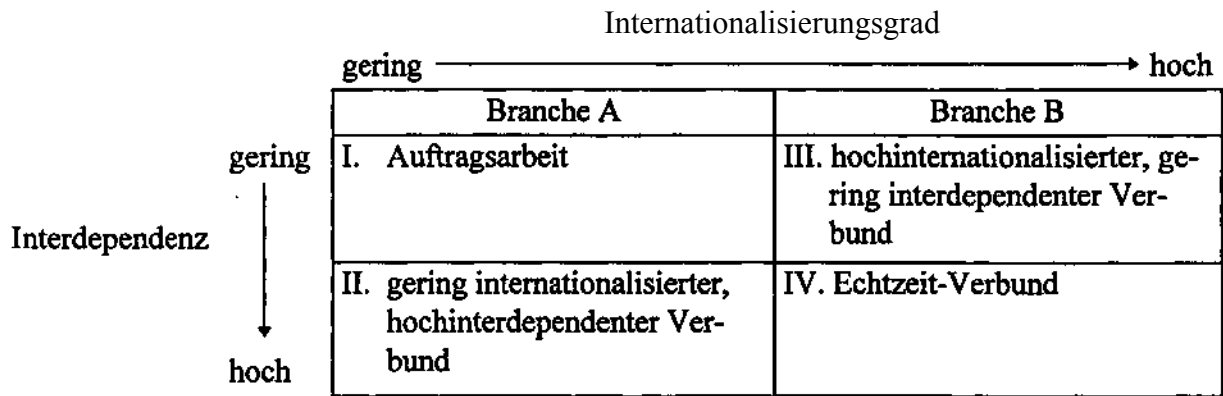 Internationalisierungsgrad
gering hoch
Branche A Branche B
gering I. Auftragsarbeit III. hochinternationalisierter, ge-
ring interdependenter Ver-
Interdependenz bund
II. gering internationalisierter, IV. Echtzeit-Verbund
hochinterdependenter Ver-
hoch bund